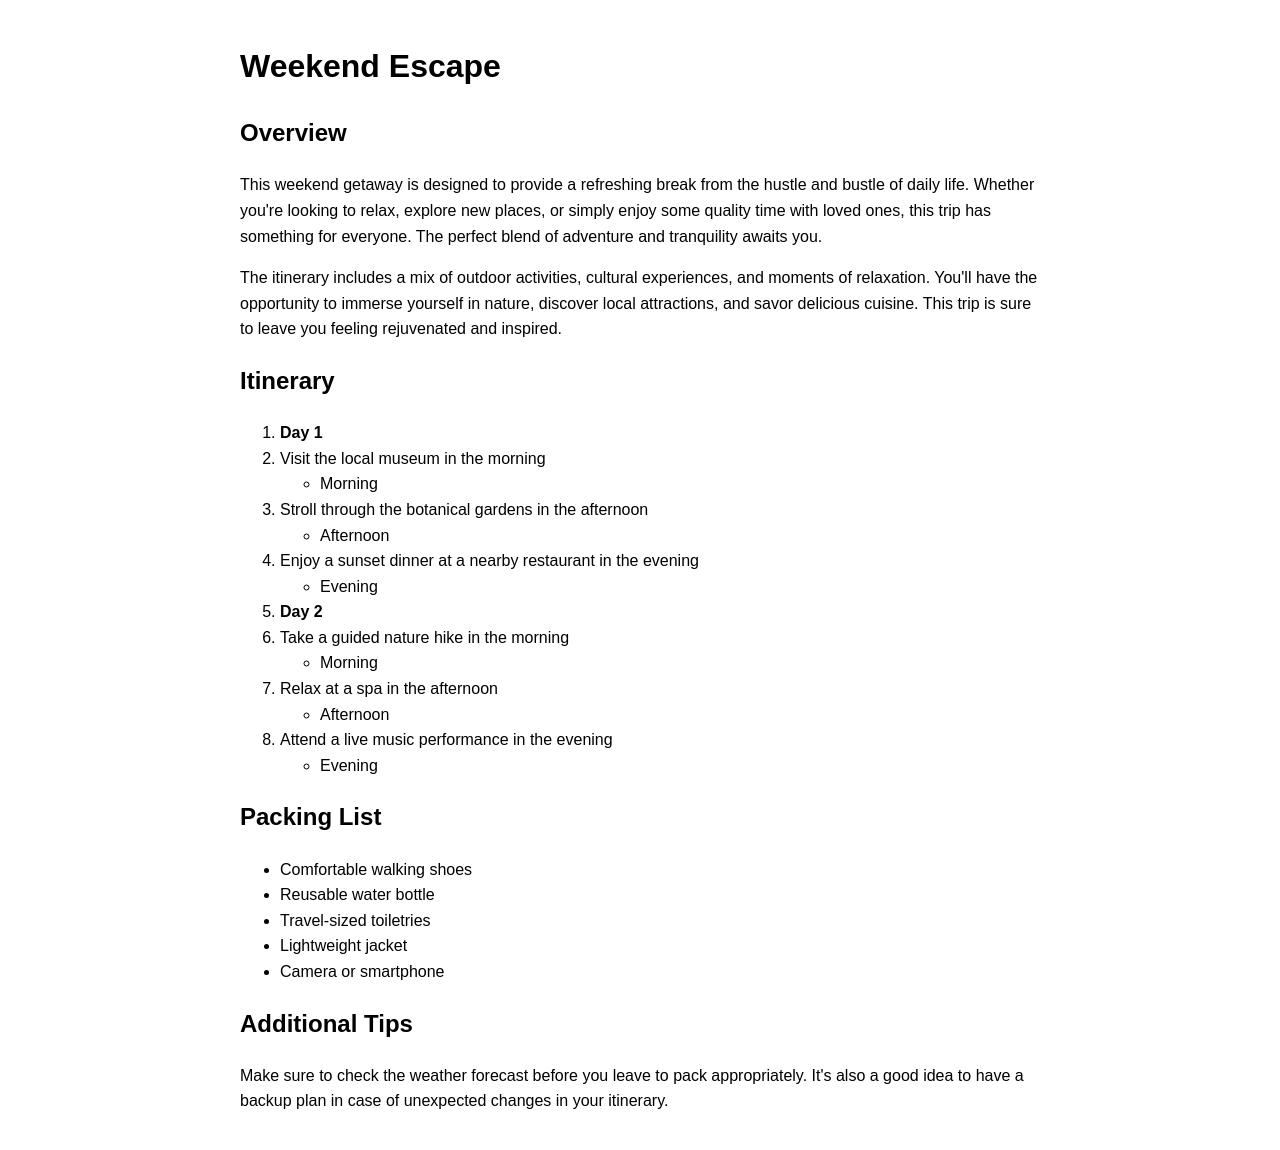 Weekend Escape
Overview
This weekend getaway is designed to provide a refreshing break from the hustle and bustle of daily life. Whether
you're looking to relax, explore new places, or simply enjoy some quality time with loved ones, this trip has
something for everyone. The perfect blend of adventure and tranquility awaits you.
The itinerary includes a mix of outdoor activities, cultural experiences, and moments of relaxation. You'll have the
opportunity to immerse yourself in nature, discover local attractions, and savor delicious cuisine. This trip is sure
to leave you feeling rejuvenated and inspired.
Itinerary
1. Day 1
2. Visit the local museum in the morning
◦ Morning
3. Stroll through the botanical gardens in the afternoon
◦ Afternoon
4. Enjoy a sunset dinner at a nearby restaurant in the evening
◦ Evening
5. Day 2
6. Take a guided nature hike in the morning
◦ Morning
7. Relax at a spa in the afternoon
◦ Afternoon
8. Attend a live music performance in the evening
◦ Evening
Packing List
• Comfortable walking shoes
• Reusable water bottle
• Travel-sized toiletries
• Lightweight jacket
• Camera or smartphone
Additional Tips
Make sure to check the weather forecast before you leave to pack appropriately. It's also a good idea to have a
backup plan in case of unexpected changes in your itinerary.